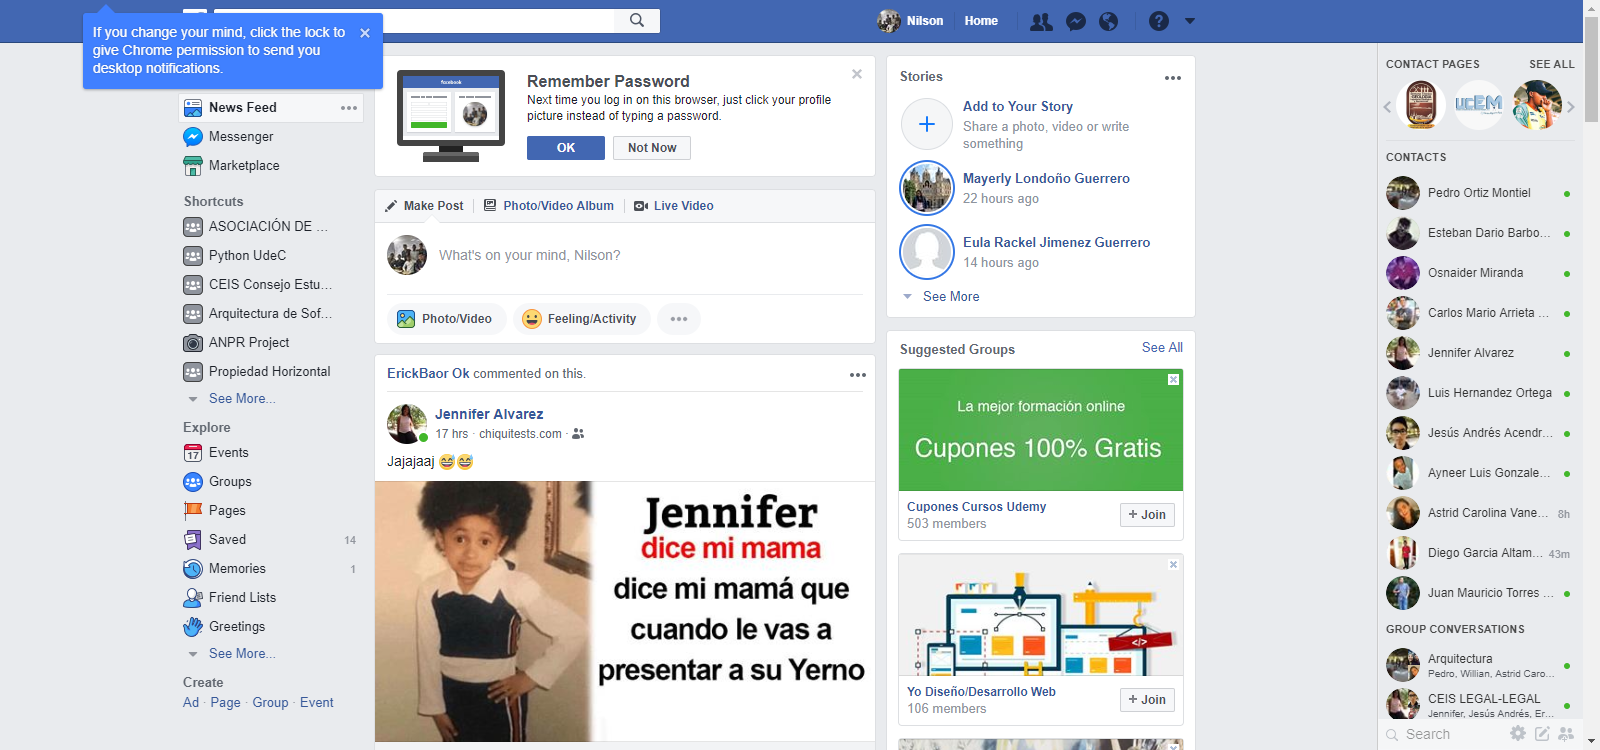 If you change your mind, click the lock to
give Chrome permission to send you
desktop notifications.
Nilson
Home
News Feed
Messenger
Marketplace
Shortcuts
ASOCIACIÓN DE ...
Python UdeC
CEIS Consejo Estu...
Arquitectura de Sof...
ANPR Project
Propiedad Horizontal
See More...
Explore
17
Events
Groups
Pages
Saved 14
Memories 1
Friend Lists
Greetings
See More...
Create
Ad · Page · Group · Event
facebook
Remember Password
Next time you log in on this browser, just click your profile
picture instead of typing a password.
OK
Not Now
Make Post
Photo/Video Album
Live Video
What's on your mind, Nilson?
Photo/Video
Feeling/Activity
ErickBaor Ok commented on this.
Jennifer Alvarez
17 hrs · chiquitests.com ·
Jajajaaj
Jennifer
dice mi mama
dice mi mamá que
cuando le vas a
presentar a su Yerno
Stories
Add to Your Story
Share a photo, video or write
something
Mayerly Londoño Guerrero
22 hours ago
Eula Rackel Jimenez Guerrero
14 hours ago
See More
Suggested Groups
See All
La mejor formación online
Cupones 100% Gratis
Cupones Cursos Udemy
503 members
+ Join
</>
Yo Diseño/Desarrollo Web
106 members
+ Join
CONTACT PAGES
SEE ALL
UCEM
CONTACTS
Pedro Ortiz Montiel
Esteban Dario Barbo...
Osnaider Miranda
Carlos Mario Arrieta ...
Jennifer Alvarez
Luis Hernandez Ortega
Jesús Andrés Acendr...
Ayneer Luis Gonzale...
Astrid Carolina Vane... 8h
Diego Garcia Altam... 43m
Juan Mauricio Torres ...
GROUP CONVERSATIONS
Arquitectura
Pedro, Willian, Astrid Caro...
CEIS LEGAL-LEGAL
Jennifer, Jesús Andrés, Er...
Search